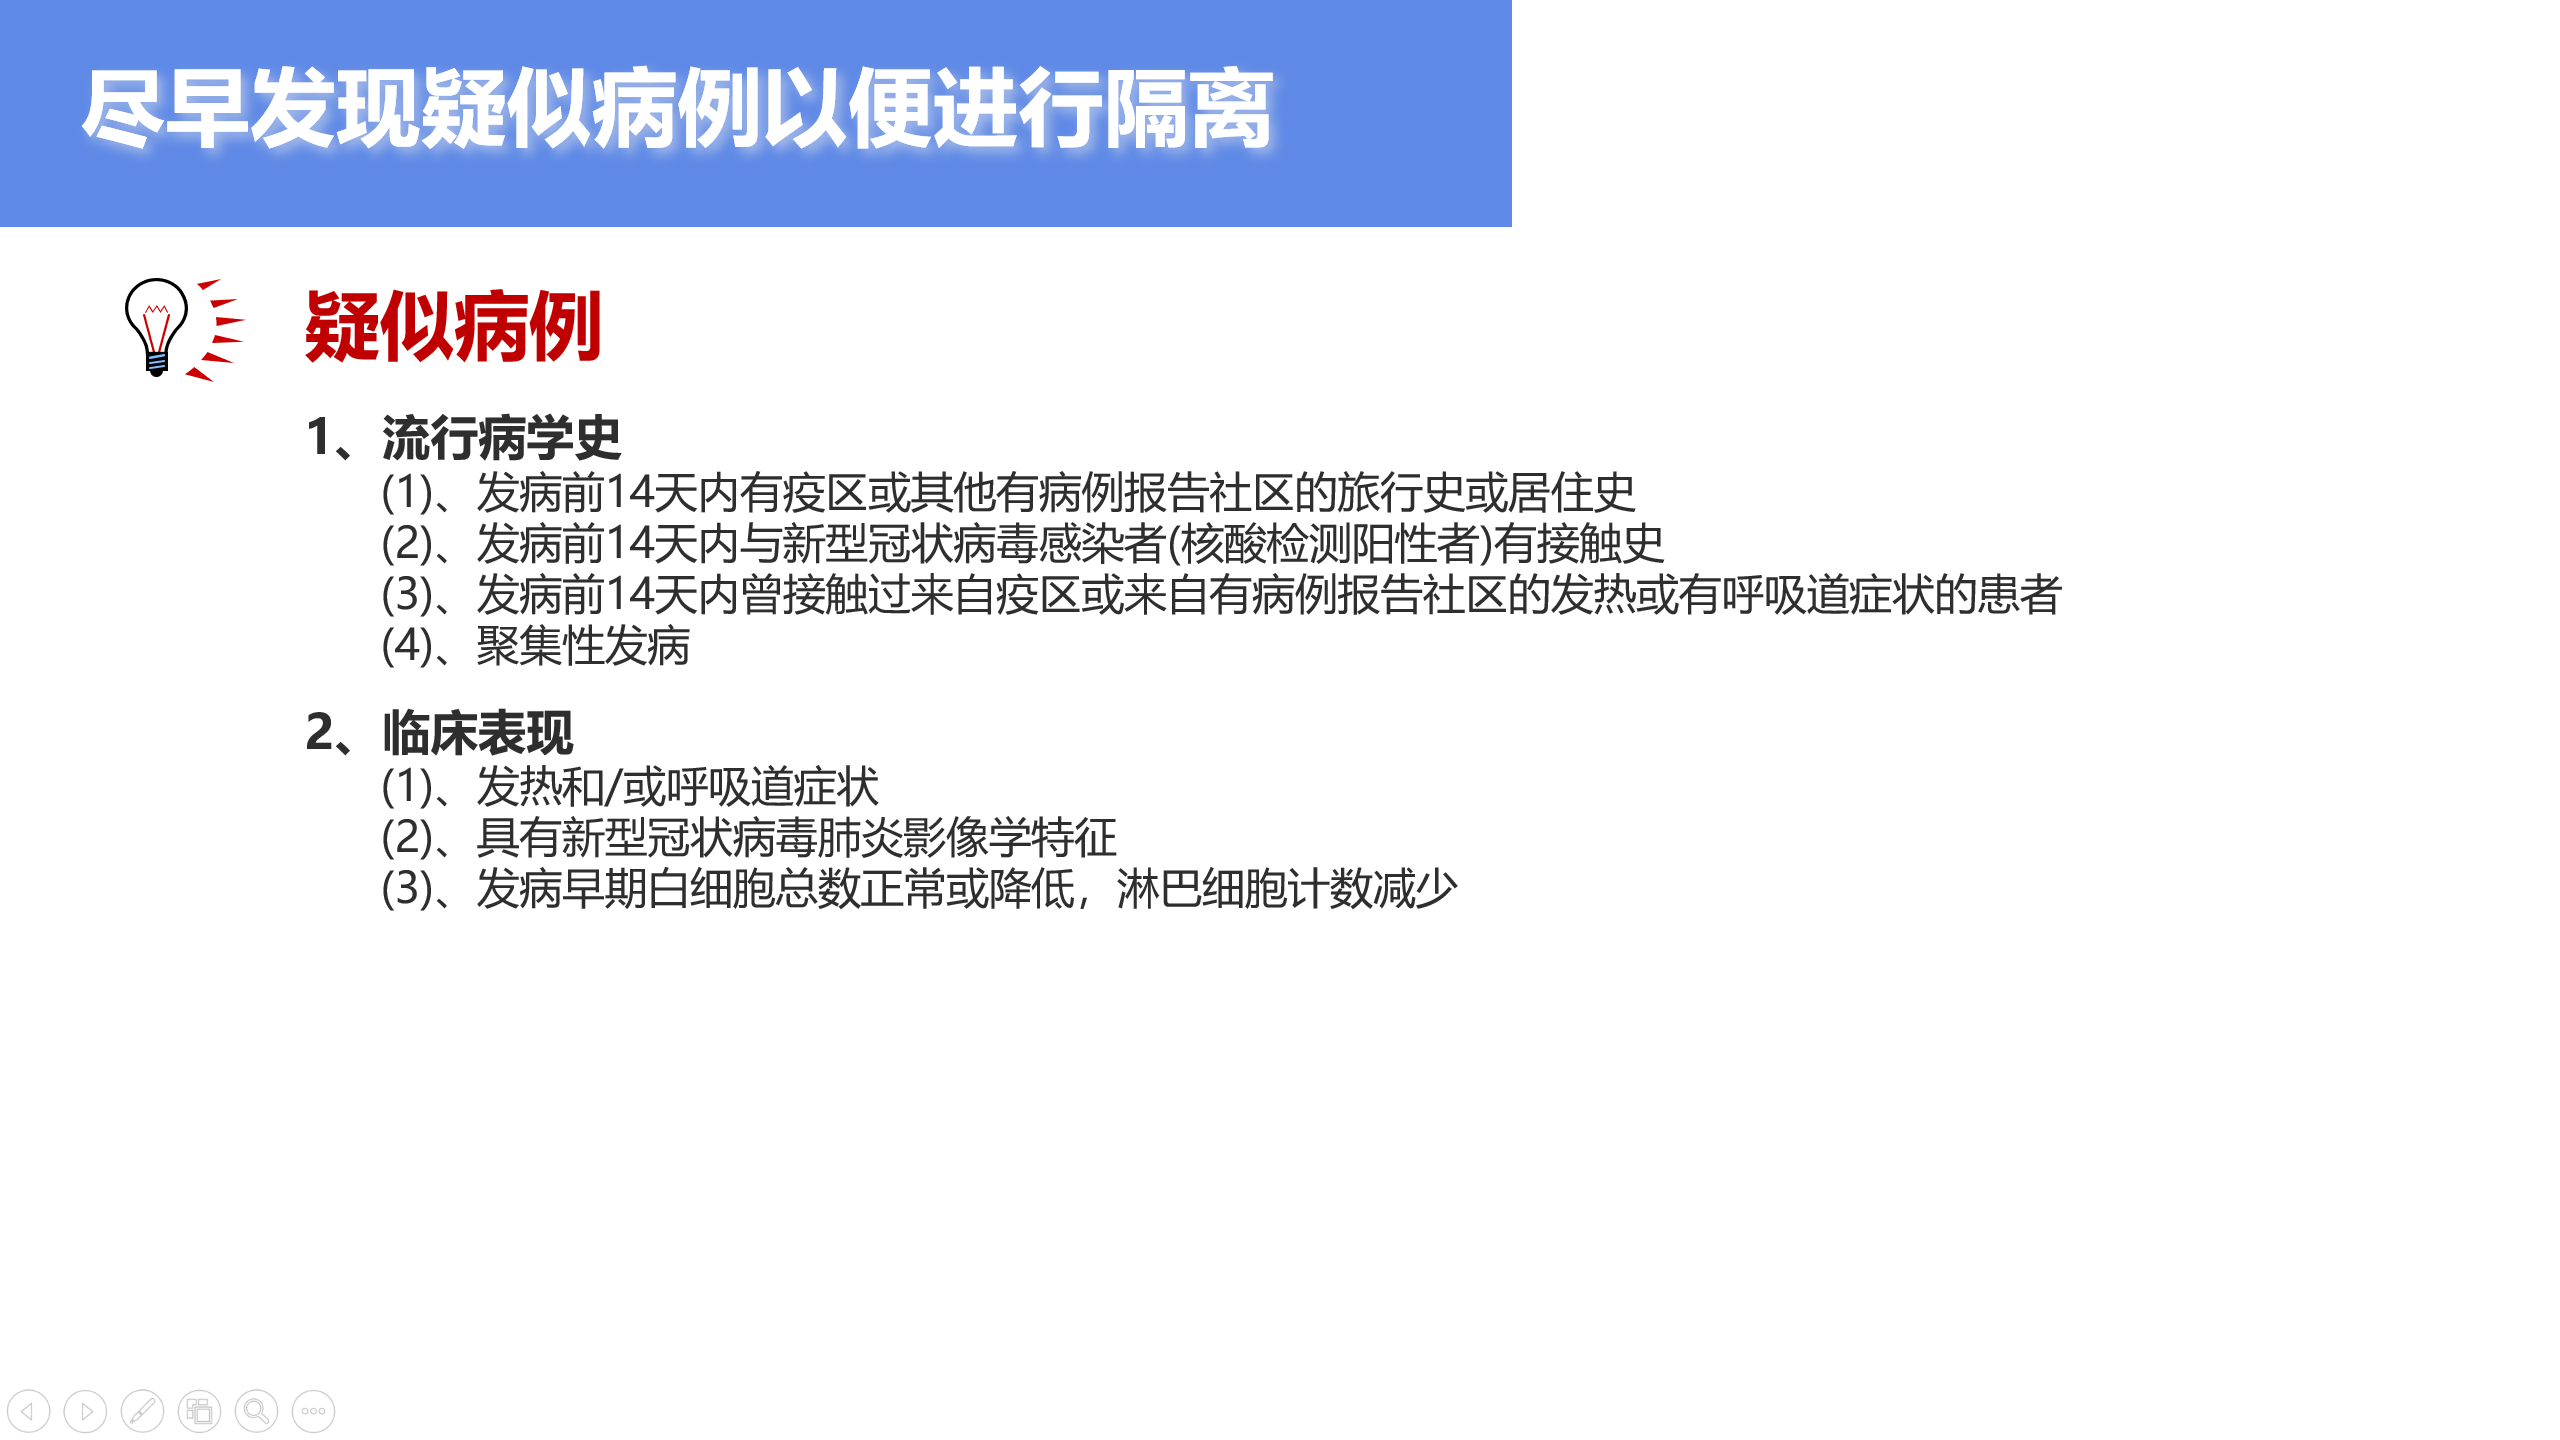 尽早发现疑似病例以便进行隔离
疑似病例
1、流行病学史
(1)、发病前14天内有疫区或其他有病例报告社区的旅行史或居住史
(2)、发病前14天内与新型冠状病毒感染者(核酸检测阳性者)有接触史
(3)、发病前14天内曾接触过来自疫区或来自有病例报告社区的发热或有呼吸道症状的患者
(4)、聚集性发病
2、临床表现
(1)、发热和/或呼吸道症状
(2)、具有新型冠状病毒肺炎影像学特征
(3)、发病早期白细胞总数正常或降低，淋巴细胞计数减少